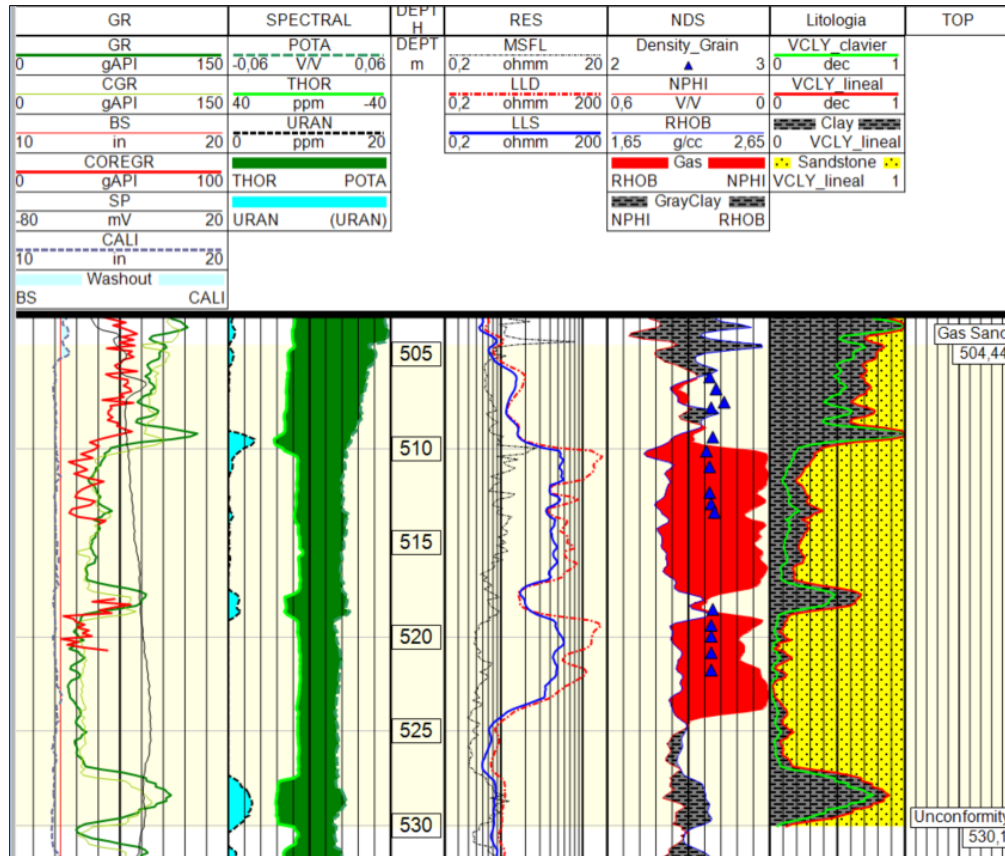 GR
SPECTRAL
DEPT
H
RES
NDS
Litologia
TOP
GR
0 gAPI 150
CGR
0 gAPI 150
BS
10 in 20
COREGR
0 gAPI 100
SP
-80 mV 20
CALI
10 in 20
Washout
BS CALI
POTA
-0,06 V/V 0,06
THOR
40 ppm -40
URAN
0 ppm 20
THOR POTA
URAN (URAN)
DEPT
m
MSFL
0,2 ohmm 20
LLD
0,2 ohmm 200
LLS
0,2 ohmm 200
Density_Grain
2 3
NPHI
0,6 V/V 0
RHOB
1,65 g/cc 2,65
Gas
RHOB NPHI
GrayClay
NPHI RHOB
VCLY_clavier
0 dec 1
VCLY_lineal
0 dec 1
Clay
0 VCLY_lineal
Sandstone
VCLY_lineal 1
505
510
515
520
525
530
Gas Sand
504,44
Unconformity
530,1